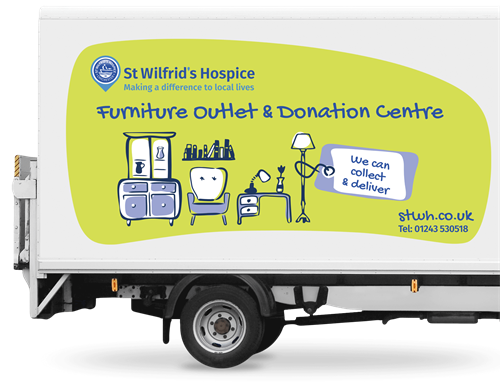 St Wilfrid's Hospice
Making a difference to local lives
Furniture Outlet & Donation Centre
We can
collect
& deliver
stwh.co.uk
Tel: 01243 530518